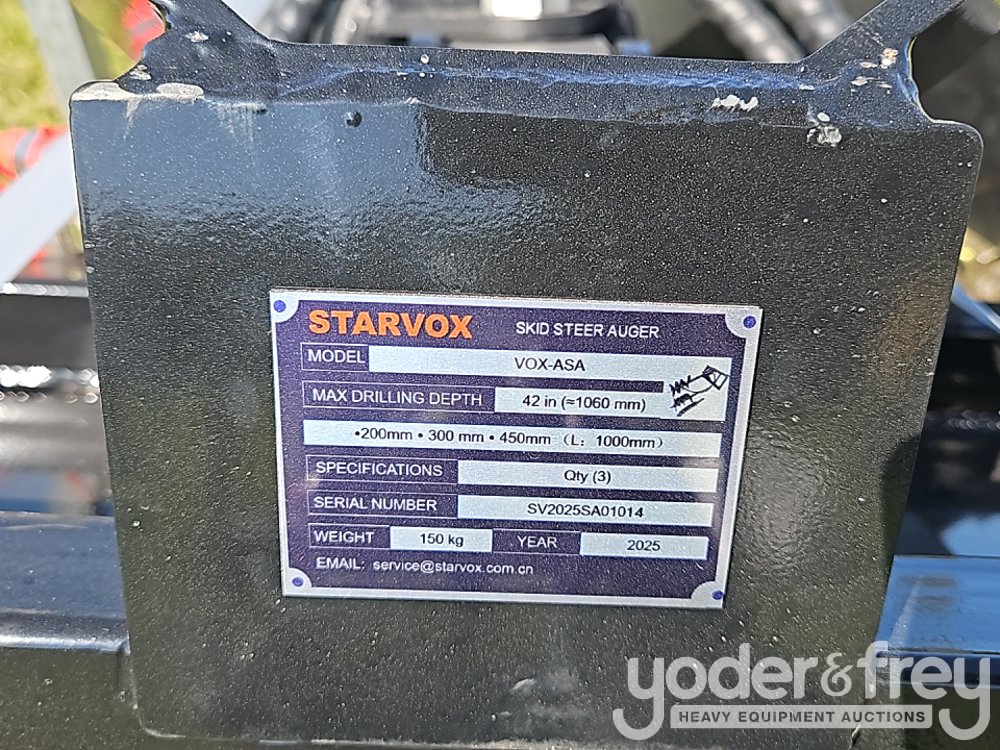 STARVOX SKID STEER AUGER
MODEL VOX-ASA
MAX DRILLING DEPTH 42 in (≈1060 mm)
•200mm • 300 mm • 450mm （L: 1000mm）
SPECIFICATIONS Qty (3)
SERIAL NUMBER SV2025SA01014
WEIGHT 150 kg YEAR 2025
EMAIL: service@starvox.com.cn
yoder&frey
HEAVY EQUIPMENT AUCTIONS